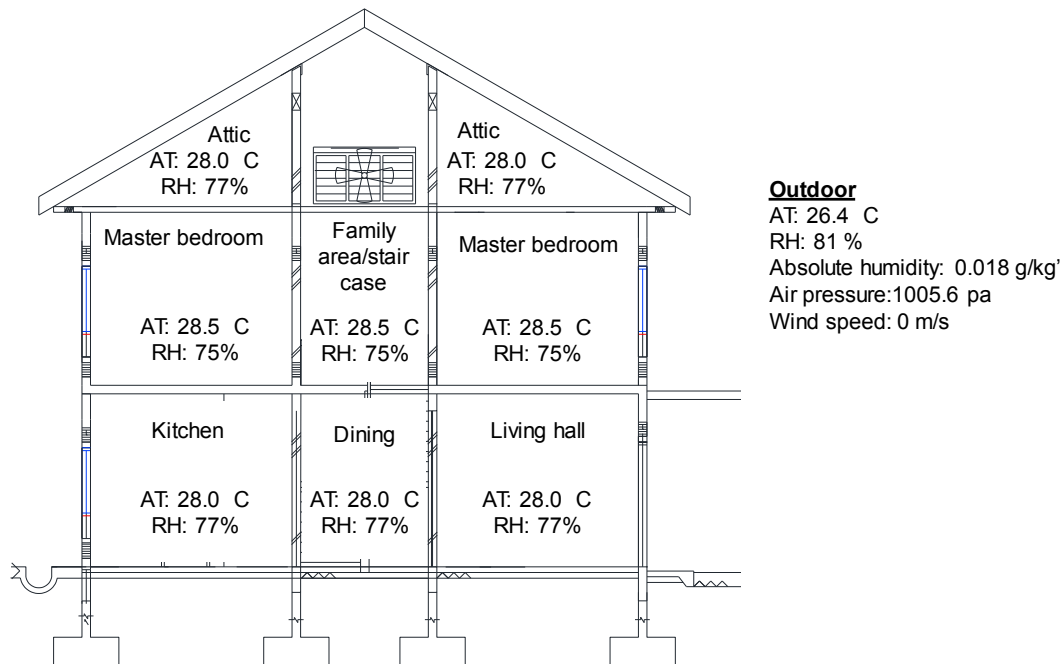 Attic
AT: 28.0 C
RH: 77%
Attic
AT: 28.0 C
RH: 77%
Master bedroom
AT: 28.5 C
RH: 75%
Family
area/stair
case
AT: 28.5 C
RH: 75%
Master bedroom
AT: 28.5 C
RH: 75%
Kitchen
AT: 28.0 C
RH: 77%
Dining
AT: 28.0 C
RH: 77%
Living hall
AT: 28.0 C
RH: 77%
Outdoor
AT: 26.4 C
RH: 81 %
Absolute humidity: 0.018 g/kg’
Air pressure:1005.6 pa
Wind speed: 0 m/s